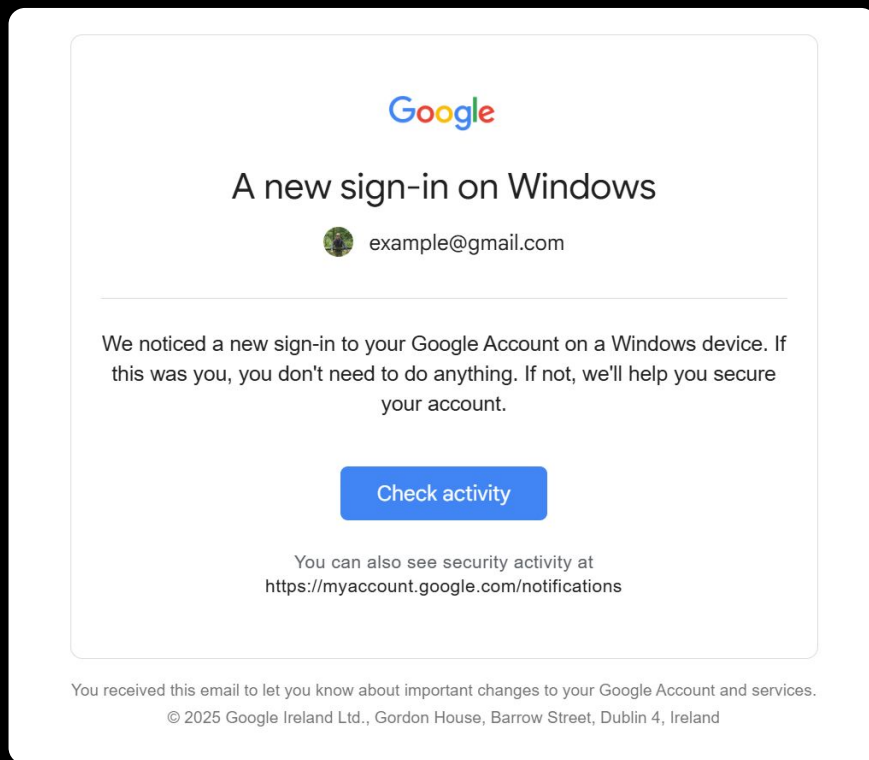 Google
A new sign-in on Windows
example@gmail.com
We noticed a new sign-in to your Google Account on a Windows device. If
this was you, you don't need to do anything. If not, we'll help you secure
your account.
Check activity
You can also see security activity at
https://myaccount.google.com/notifications
You received this email to let you know about important changes to your Google Account and services.
© 2025 Google Ireland Ltd., Gordon House, Barrow Street, Dublin 4, Ireland